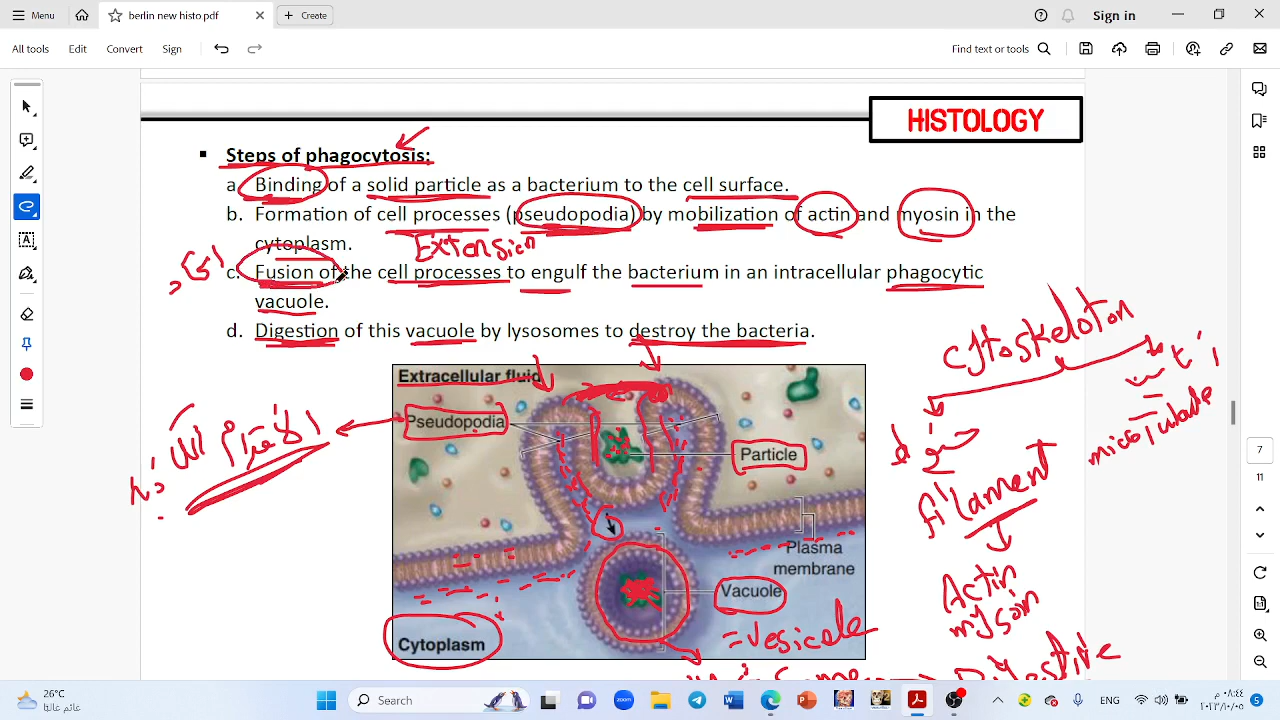 Menu
berlin new histo pdf
Create
Sign in
All tools
Edit
Convert
Sign
Find text or tools
HISTOLOGY
Steps of phagocytosis:
a. Binding of a solid particle as a bacterium to the cell surface.
b. Formation of cell processes (pseudopodia) by mobilization of actin and myosin in the
cytoplasm.
Extension
c. Fusion of the cell processes to engulf the bacterium in an intracellular phagocytic
vacuole.
d. Digestion of this vacuole by lysosomes to destroy the bacteria.
cytoskeleton
Extracellular fluid
Pseudopodia
Particle
microtubule
Filament
Plasma
membrane
Actin
myosin
Vacuole
= Vesicle
Cytoplasm
Digestive
7
11
26°C
Search
ENG